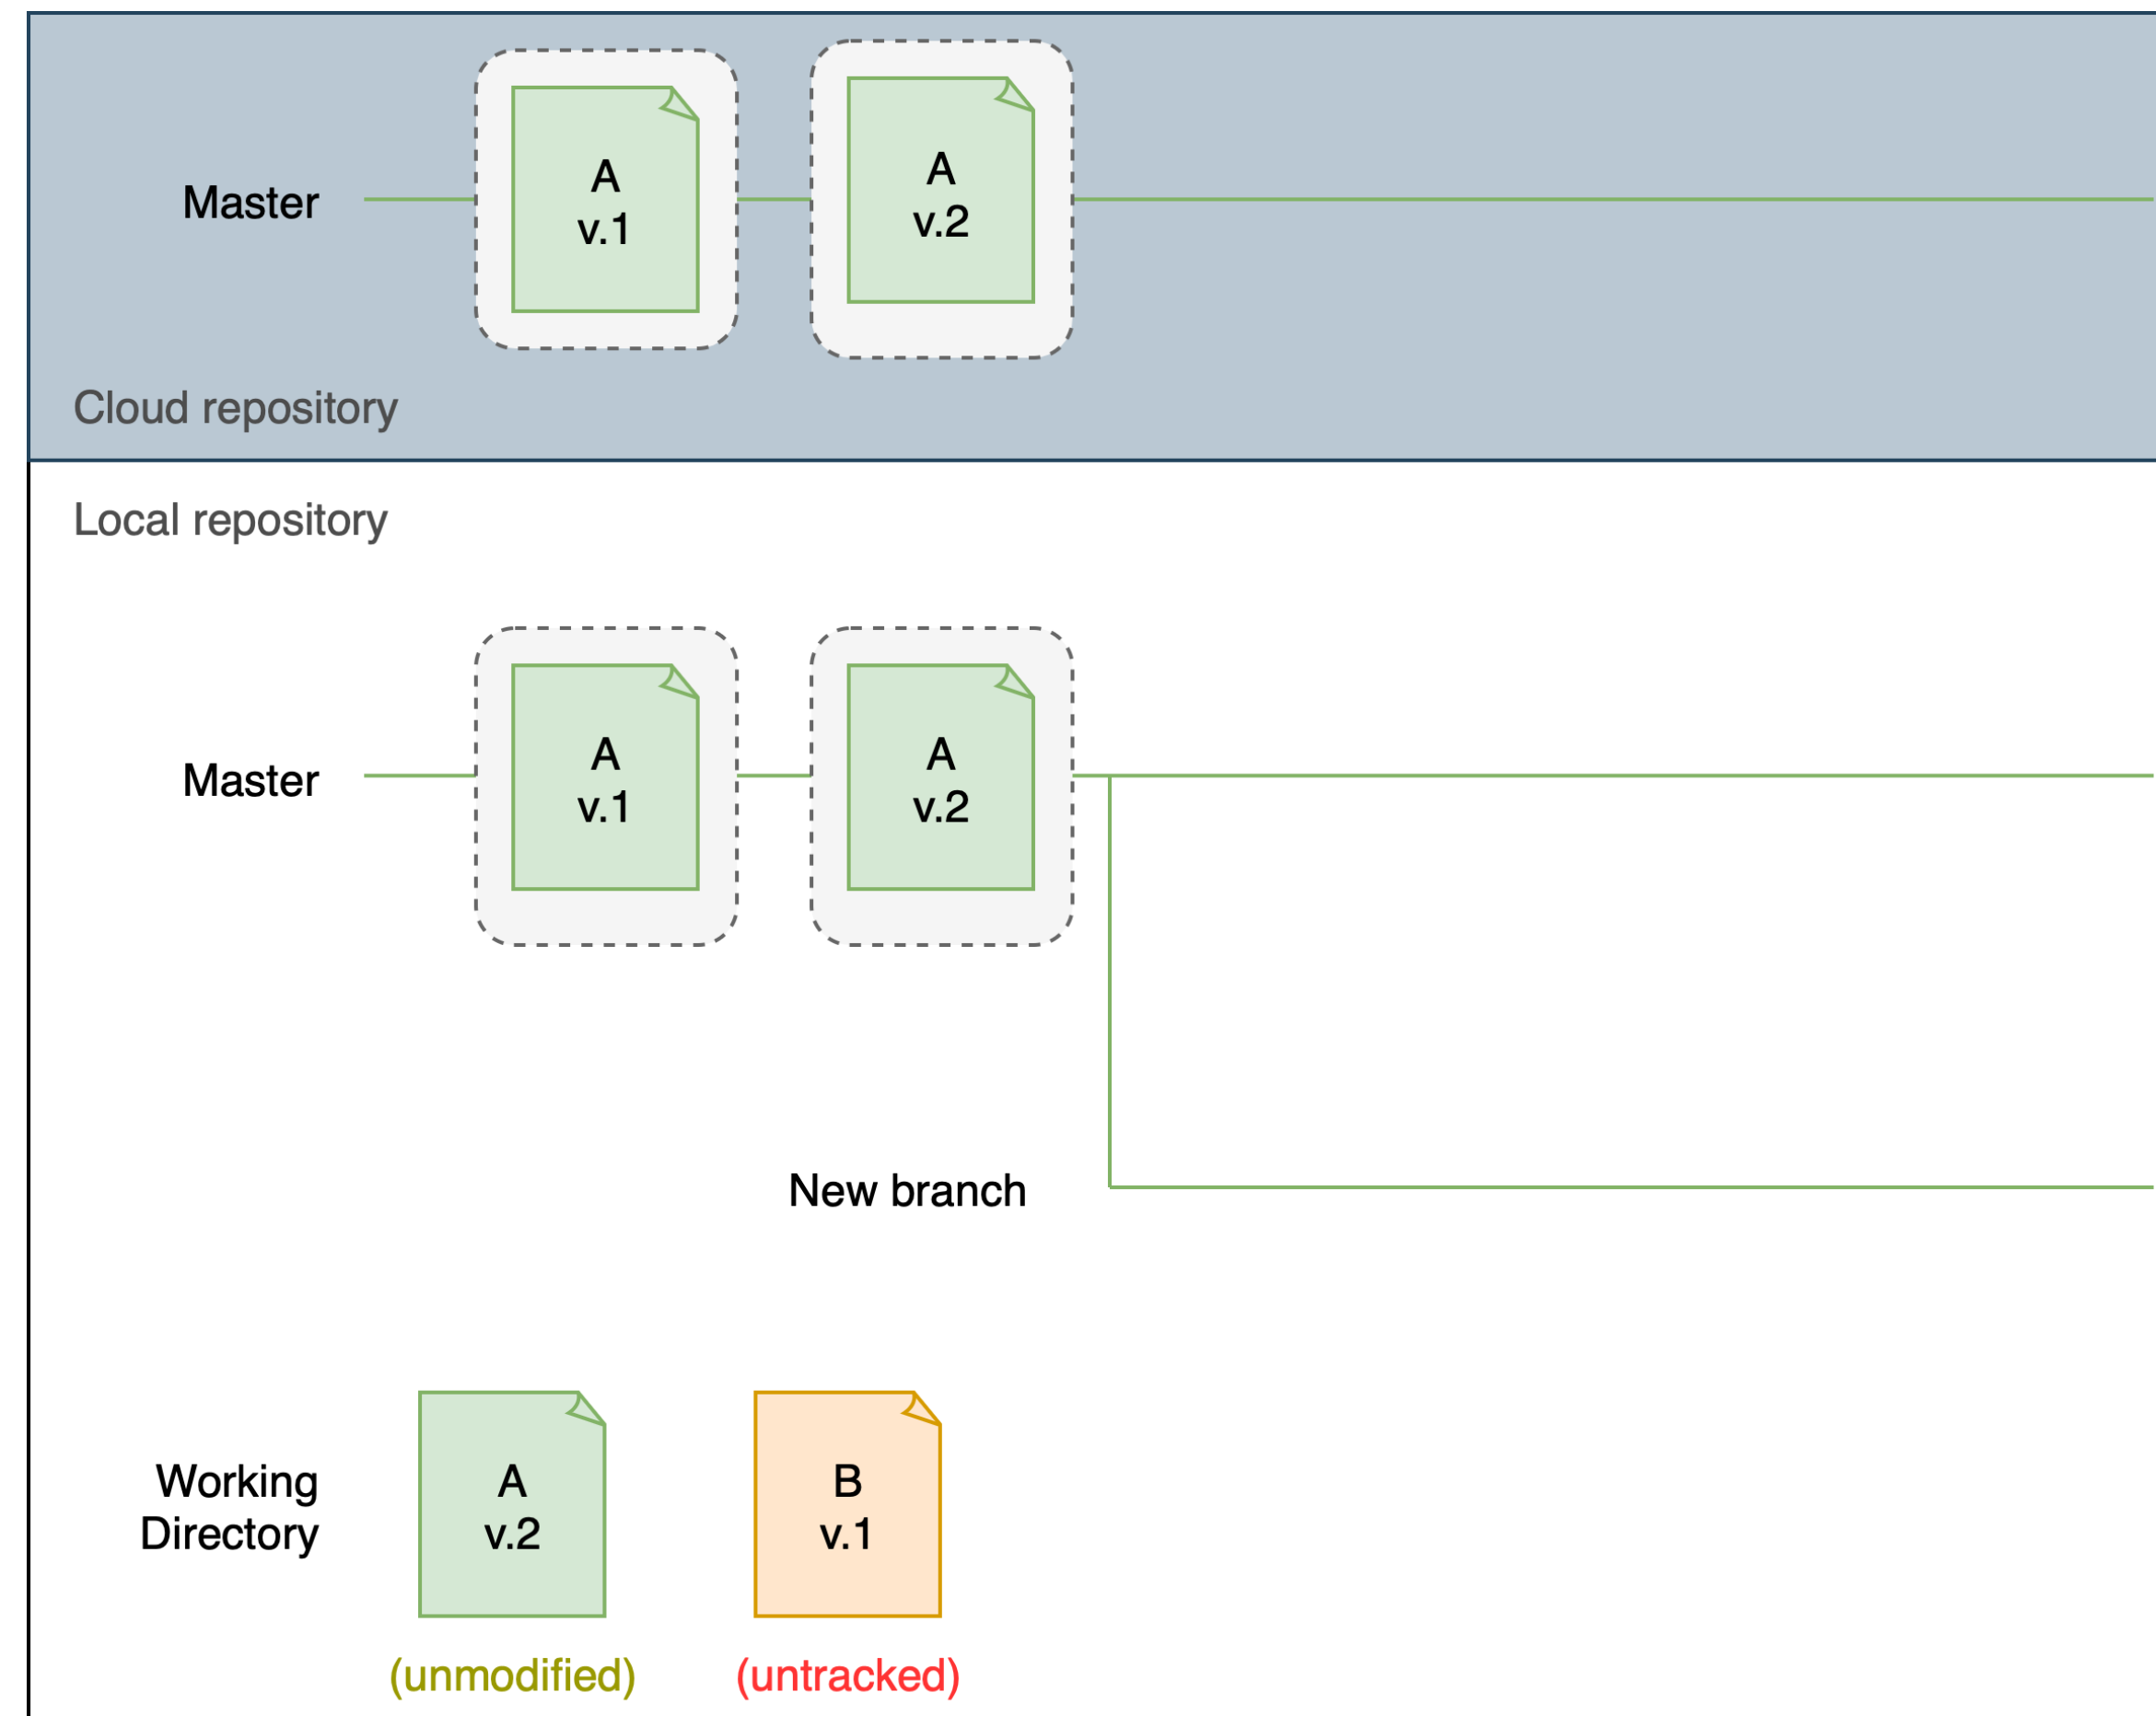 A
v.1
A
v.2
Master
Cloud repository
Local repository
A
v.1
A
v.2
Master
New branch
Working
Directory
A
v.2
B
v.1
(unmodified)
(untracked)